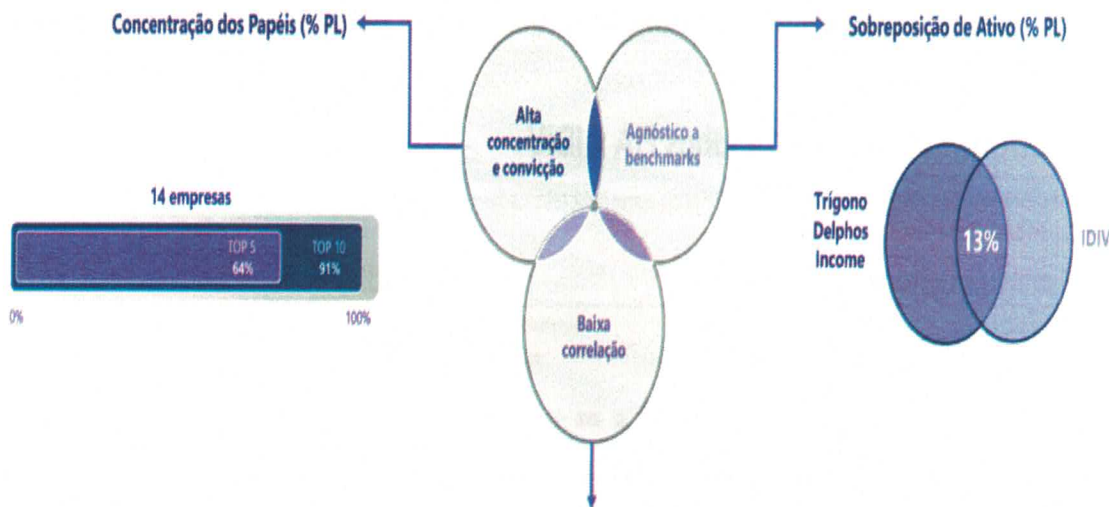 Concentração dos Papéis (% PL)
Sobreposição de Ativo (% PL)
Alta
concentração
e convicção
Agnóstico a
benchmarks
14 empresas
TOP 5
64%
TOP 10
91%
0%
100%
Trígono
Delphos
Income
13%
IDIV
Baixa
correlação